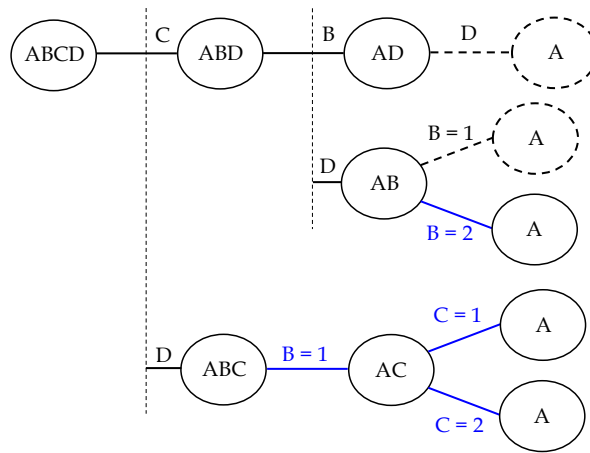 ABCD C ABD B AD D A
B = 1 A
D AB
B = 2 A
C = 1 A
D ABC B = 1 AC
C = 2 A